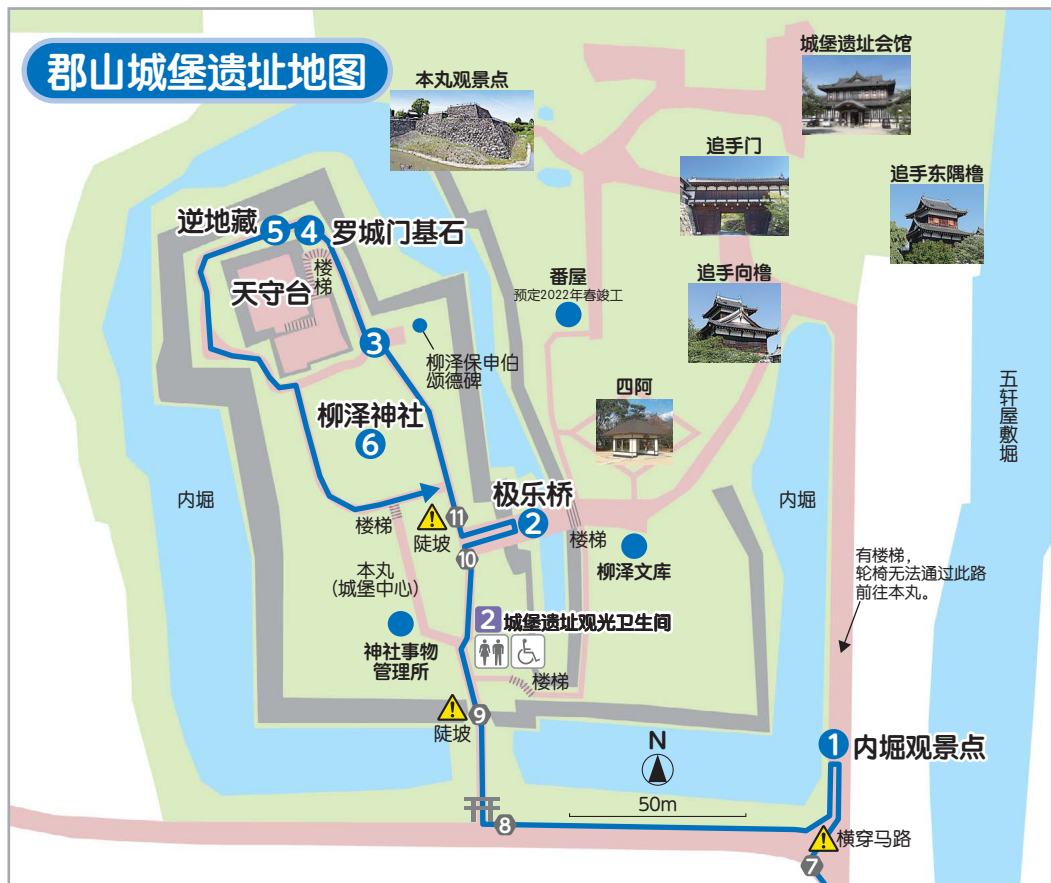 郡山城堡遗址地图
本丸观景点
城堡遗址会馆
追手门
追手东隅橹
逆地藏
5
4
罗城门基石
楼梯
天守台
番屋
预定2022年春竣工
追手向橹
3
柳泽保申伯
颂德碑
四阿
五轩屋敷堀
柳泽神社
6
内堀
楼梯
陡坡
11
极乐桥
2
10
楼梯
柳泽文库
内堀
有楼梯，
轮椅无法通过此路
前往本丸。
本丸
（城堡中心）
神社事物
管理所
2 城堡遗址观光卫生间
楼梯
陡坡
9
N
50m
1
内堀观景点
8
横穿马路
7